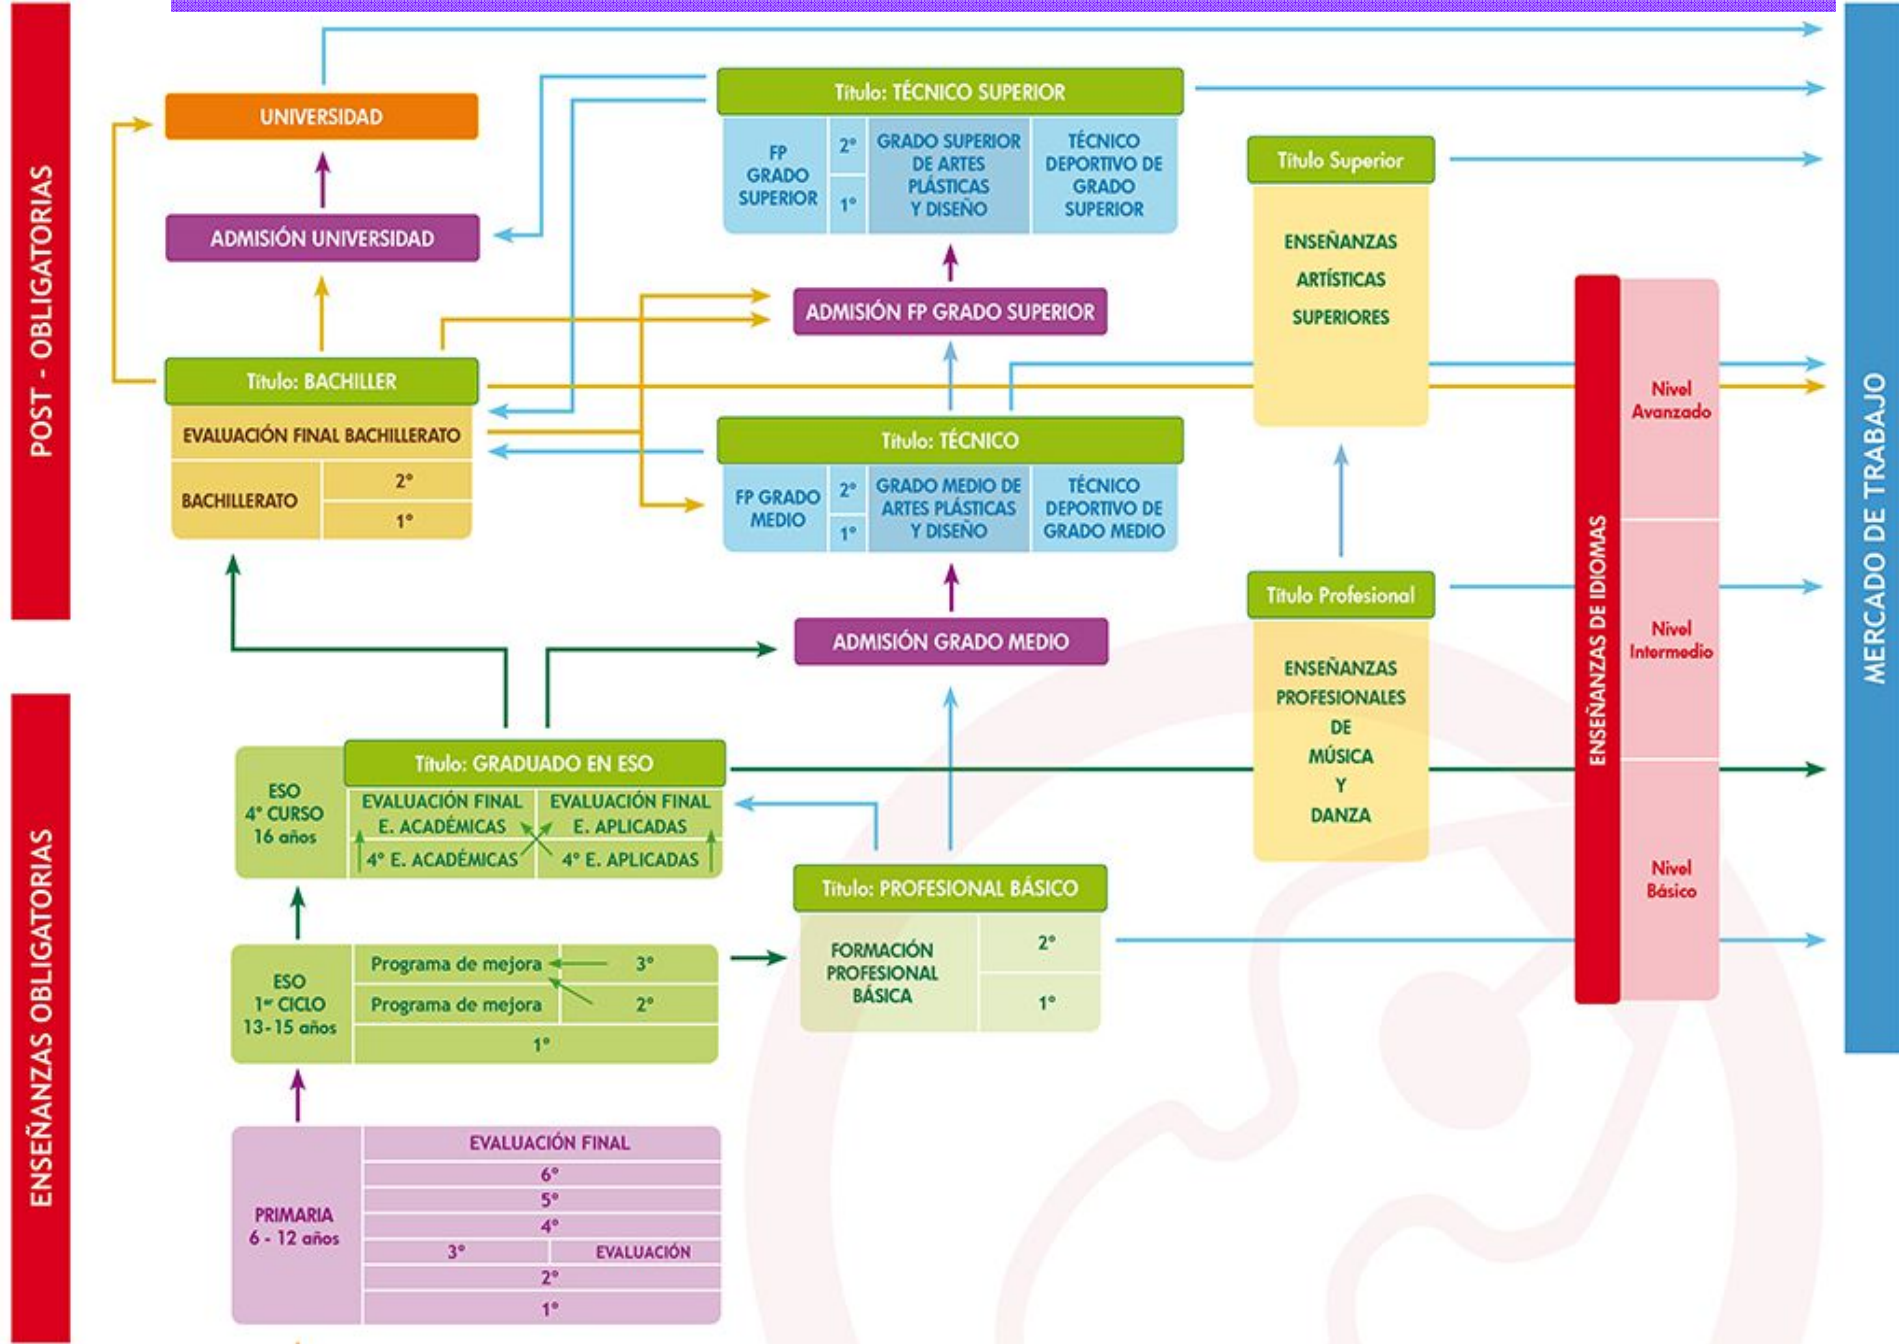 POST - OBLIGATORIAS
ENSEÑANZAS OBLIGATORIAS
UNIVERSIDAD
ADMISIÓN UNIVERSIDAD
Título: BACHILLER
EVALUACIÓN FINAL BACHILLERATO
BACHILLERATO
2º
1º
Título: TÉCNICO SUPERIOR
FP
GRADO
SUPERIOR
2º
1º
GRADO SUPERIOR
DE ARTES
PLÁSTICAS
Y DISEÑO
TÉCNICO
DEPORTIVO DE
GRADO
SUPERIOR
ADMISIÓN FP GRADO SUPERIOR
Título: TÉCNICO
FP GRADO
MEDIO
2º
1º
GRADO MEDIO DE
ARTES PLÁSTICAS
Y DISEÑO
TÉCNICO
DEPORTIVO DE
GRADO MEDIO
ADMISIÓN GRADO MEDIO
Título Superior
ENSEÑANZAS
ARTÍSTICAS
SUPERIORES
Título Profesional
ENSEÑANZAS
PROFESIONALES
DE
MÚSICA
Y
DANZA
ENSEÑANZAS DE IDIOMAS
Nivel
Avanzado
Nivel
Intermedio
Nivel
Básico
MERCADO DE TRABAJO
ESO
4º CURSO
16 años
Título: GRADUADO EN ESO
EVALUACIÓN FINAL
E. ACADÉMICAS
EVALUACIÓN FINAL
E. APLICADAS
4º E. ACADÉMICAS
4º E. APLICADAS
Título: PROFESIONAL BÁSICO
FORMACIÓN
PROFESIONAL
BÁSICA
2º
1º
ESO
1er CICLO
13-15 años
Programa de mejora
3º
Programa de mejora
2º
1º
PRIMARIA
6 - 12 años
EVALUACIÓN FINAL
6º
5º
4º
3º
EVALUACIÓN
2º
1º